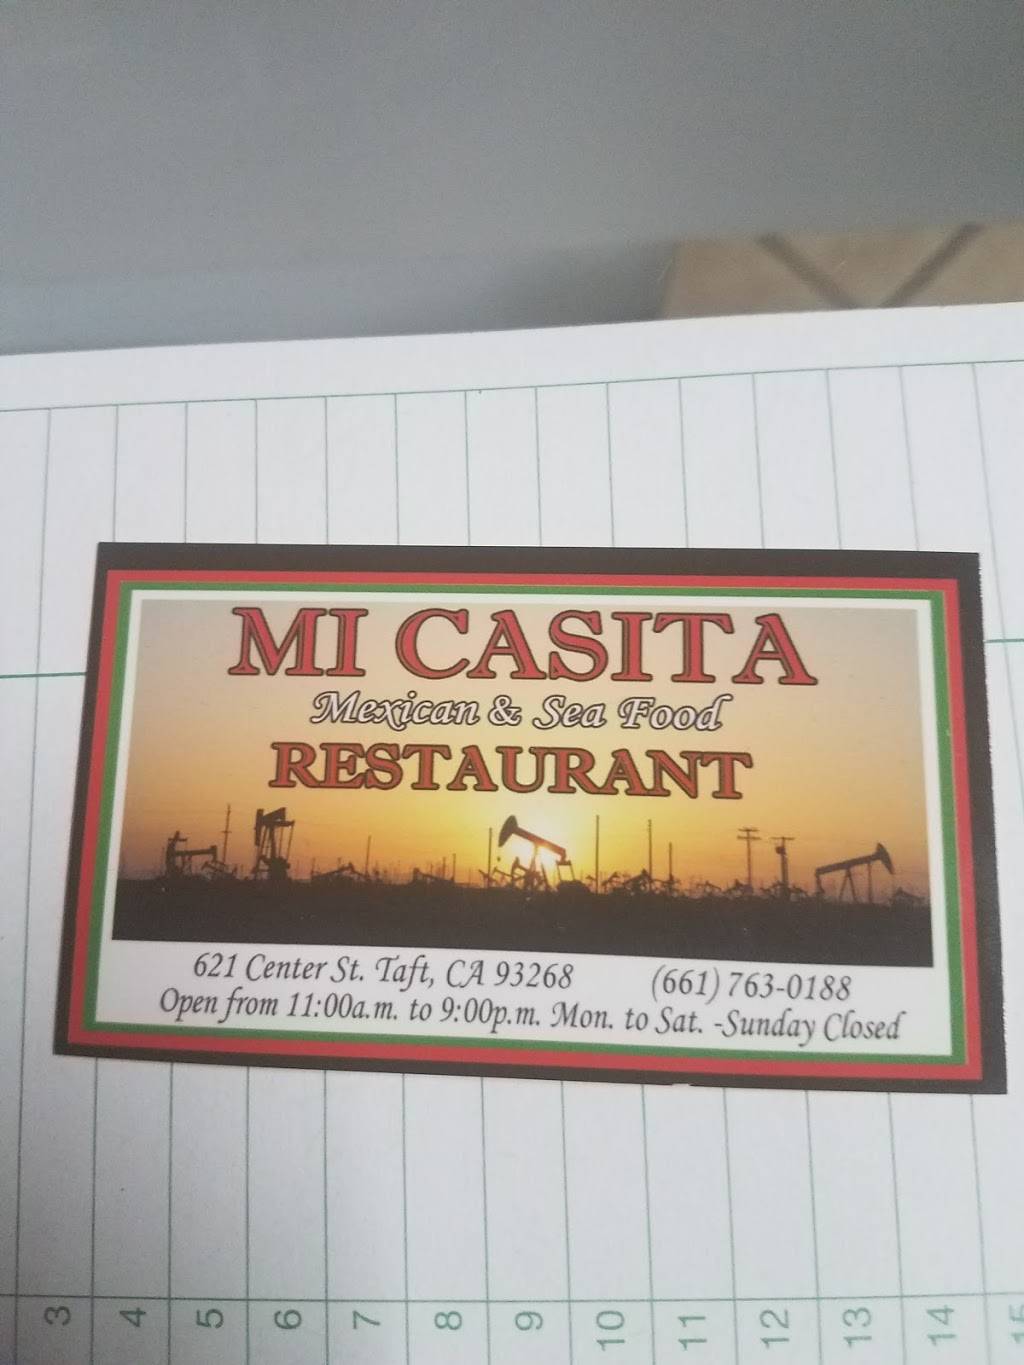 MI CASITA
Mexican & Sea Food
RESTAURANT
621 Center St. Taft, CA 93268 (661) 763-0188
Open from 11:00a.m. to 9:00p.m. Mon. to Sat. -Sunday Closed
3 4 5 6 7 8 9 10 11 12 13 14 15